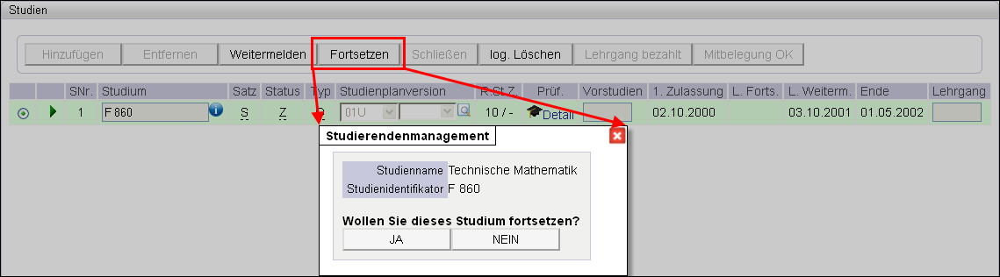 Studien
Hinzufügen Entfernen Weitermelden Fortsetzen Schließen log. Löschen Lehrgang bezahlt Mitbelegung OK
SNr. Studium Satz Status Typ Studienplanversion R.St.Z. Prüf. Vorstudien 1. Zulassung L. Forts. L. Weiterm. Ende Lehrgang
1 F 860 S Z 01U 10 / - Detail 02.10.2000 03.10.2001 01.05.2002
Studierendenmanagement
Studienname Technische Mathematik
Studienidentifikator F 860
Wollen Sie dieses Studium fortsetzen?
JA NEIN